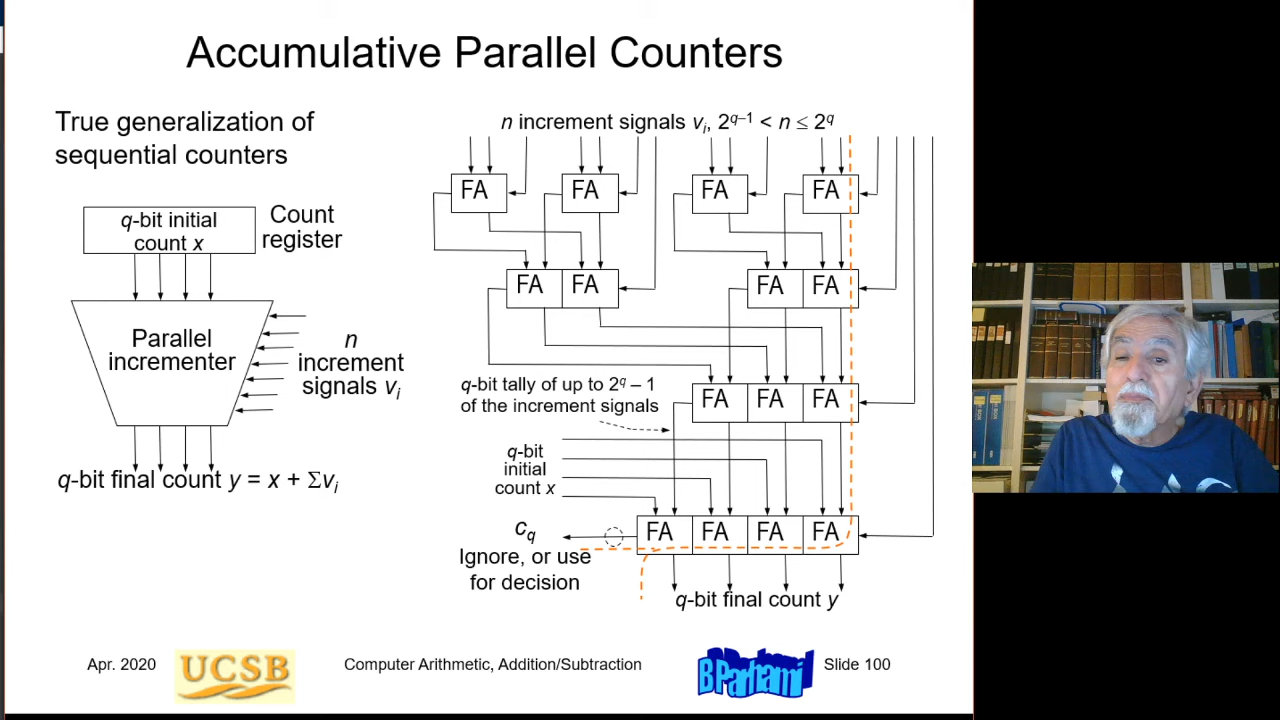 Accumulative Parallel Counters
True generalization of
sequential counters
q-bit initial
count x
Count
register
Parallel
incrementer
n
increment
signals vᵢ
q-bit final count y = x + Σvᵢ
n increment signals vᵢ, 2^q–1 < n ≤ 2^q
FA FA FA FA
FA FA FA FA
q-bit tally of up to 2^q – 1
of the increment signals
FA FA FA
q-bit
initial
count x
FA FA FA FA
c_q
Ignore, or use
for decision
q-bit final count y
Apr. 2020
UCSB
Computer Arithmetic, Addition/Subtraction
BParhami
Slide 100